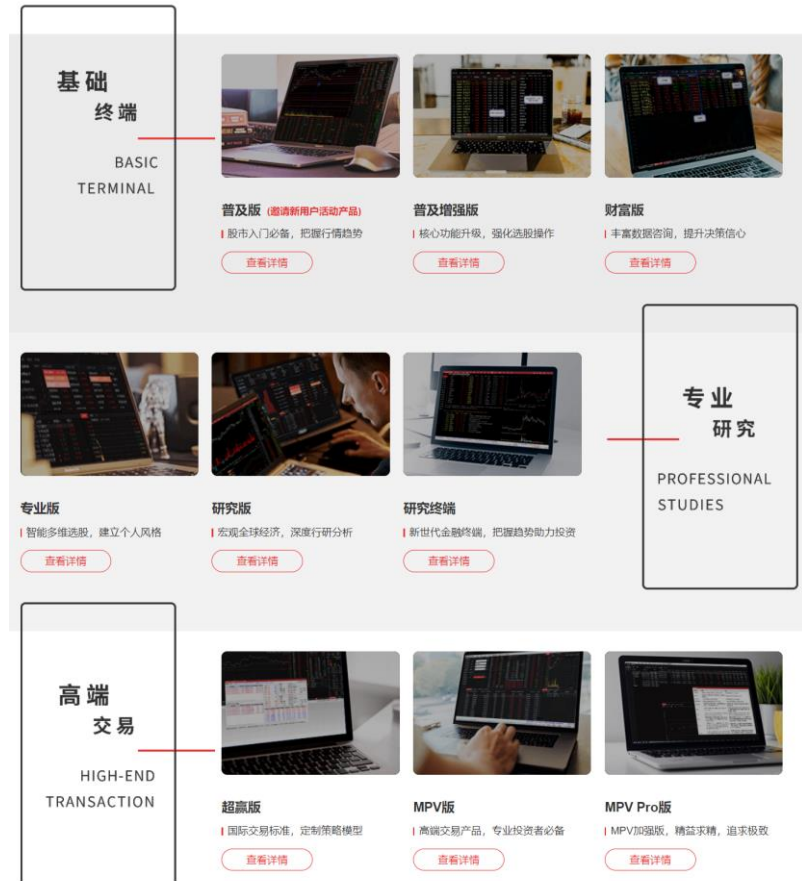 基础
终端
BASIC
TERMINAL
普及版 (邀请新用户活动产品)
股市入门必备，把握行情趋势
查看详情
普及增强版
核心功能升级，强化选股操作
查看详情
财富版
丰富数据咨询，提升决策信心
查看详情
专业版
智能多维选股，建立个人风格
查看详情
研究版
宏观全球经济，深度行研分析
查看详情
研究终端
新世代金融终端，把握趋势助力投资
查看详情
专业
研究
PROFESSIONAL
STUDIES
高端
交易
HIGH-END
TRANSACTION
超赢版
国际交易标准，定制策略模型
查看详情
MPV版
高端交易产品，专业投资者必备
查看详情
MPV Pro版
MPV加强版，精益求精，追求极致
查看详情